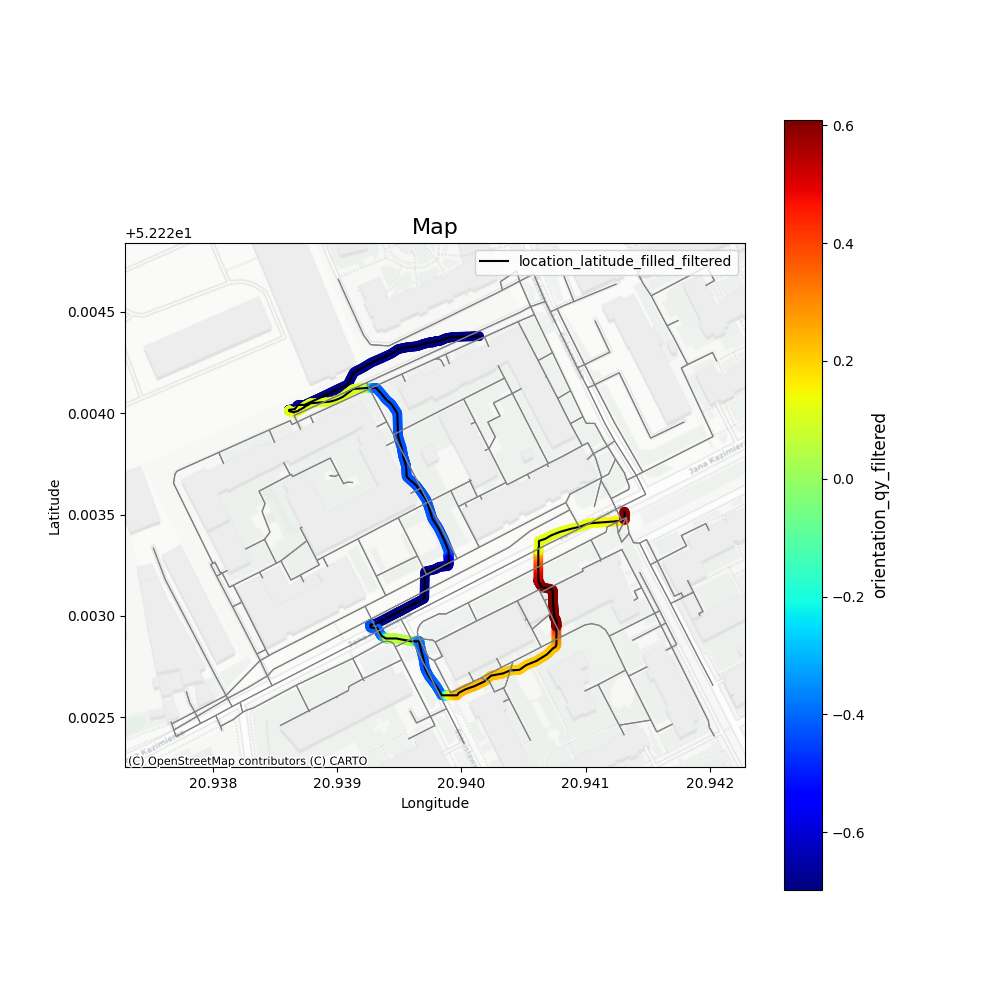 Map
+5.222e1
location_latitude_filled_filtered
0.0045
0.0040
0.0035
0.0030
0.0025
Latitude
Jana Kazimier
Kazimier
(C) OpenStreetMap contributors (C) CARTO
20.938
20.939
20.940
20.941
20.942
Longitude
0.6
0.4
0.2
0.0
−0.2
−0.4
−0.6
orientation_qy_filtered